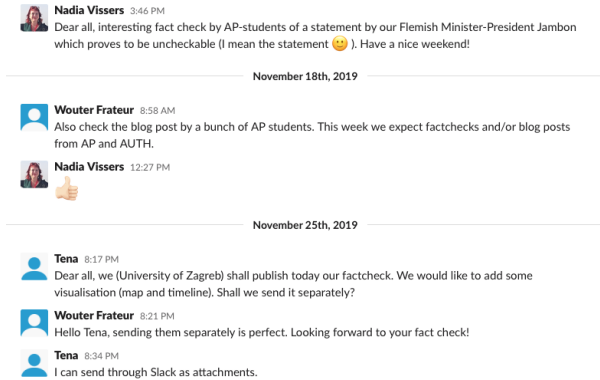 Nadia Vissers 3:46 PM
Dear all, interesting fact check by AP-students of a statement by our Flemish Minister-President Jambon
which proves to be uncheckable (I mean the statement 🙂 ). Have a nice weekend!
November 18th, 2019
Wouter Frateur 8:58 AM
Also check the blog post by a bunch of AP students. This week we expect factchecks and/or blog posts
from AP and AUTH.
Nadia Vissers 12:27 PM
👍🏻
November 25th, 2019
Tena 8:17 PM
Dear all, we (University of Zagreb) shall publish today our factcheck. We would like to add some
visualisation (map and timeline). Shall we send it separately?
Wouter Frateur 8:21 PM
Hello Tena, sending them separately is perfect. Looking forward to your fact check!
Tena 8:34 PM
I can send through Slack as attachments.